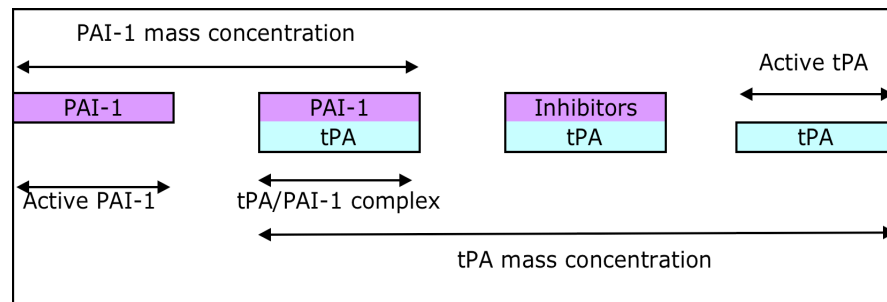 PAI-1 mass concentration
Active tPA
PAI-1
PAI-1
tPA
Inhibitors
tPA
tPA
Active PAI-1
tPA/PAI-1 complex
tPA mass concentration